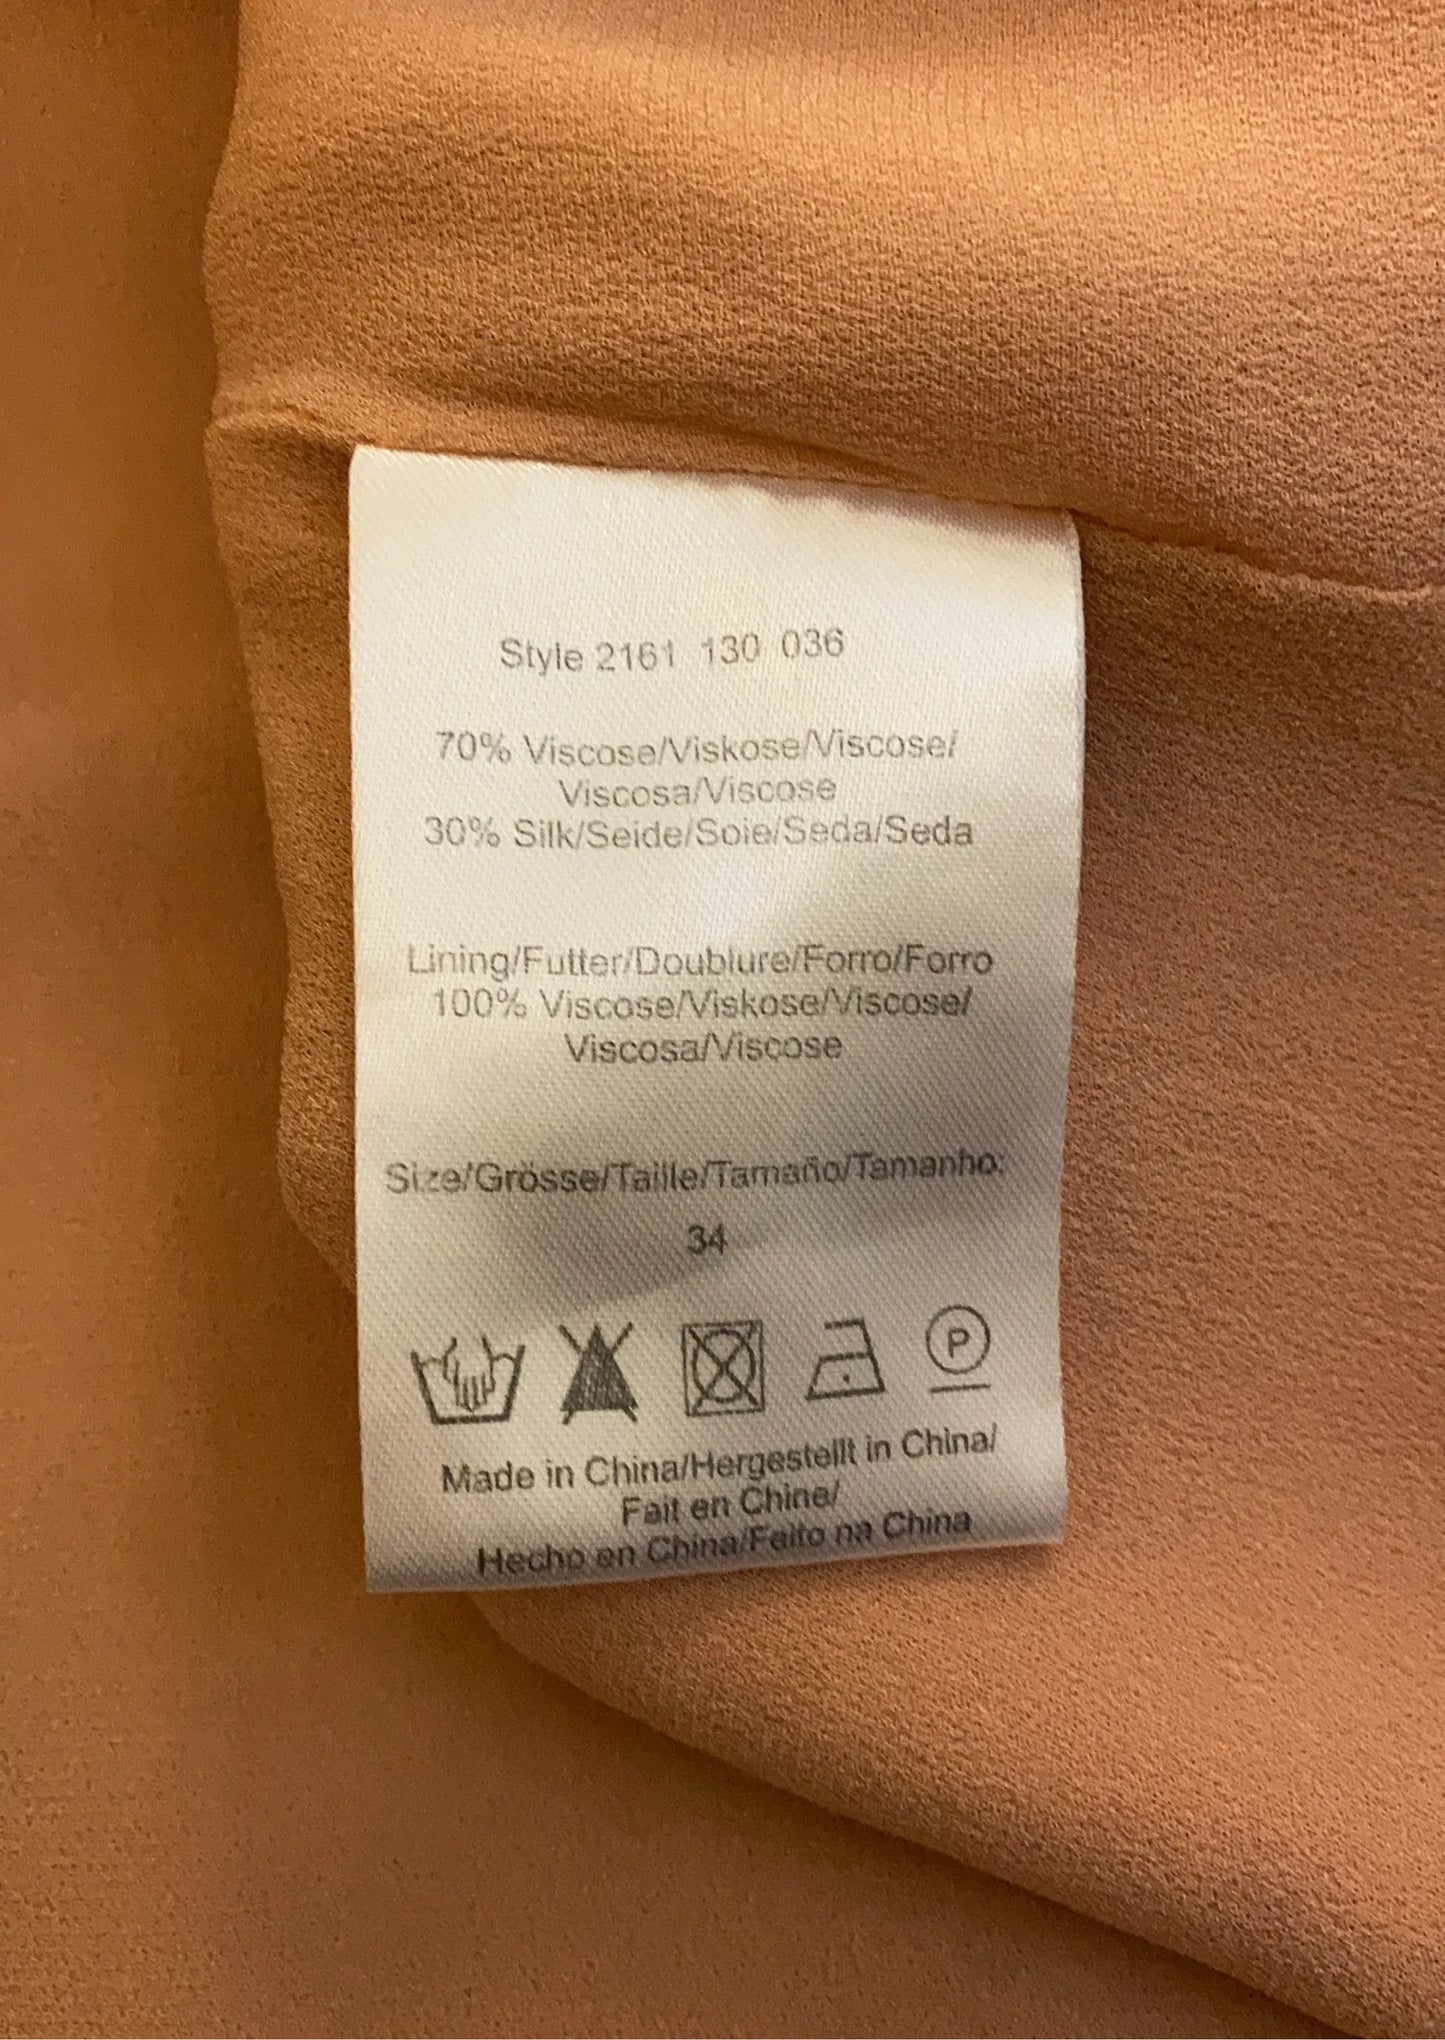 Style 2161 130 036
70% Viscose/Viskose/Viscose/
Viscosa/Viscose
30% Silk/Seide/Soie/Seda/Seda
Lining/Futter/Doublure/Forro/Forro
100% Viscose/Viskose/Viscose/
Viscosa/Viscose
Size/Grösse/Taille/Tamaño/Tamanho:
34
P
Made in China/Hergestellt in China/
Fait en Chine/
Hecho en China/Feito na China